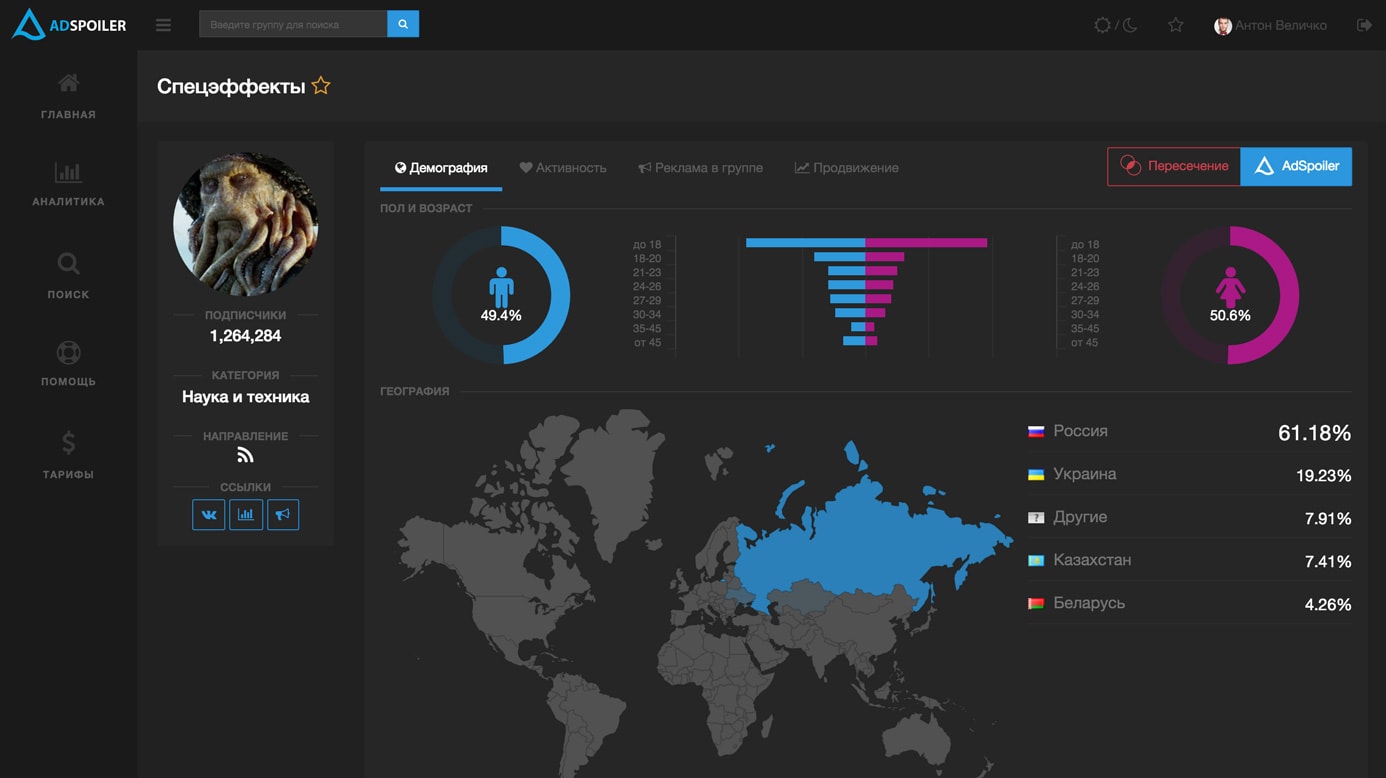 ADSPOILER
Введите группу для поиска
/
Антон Величко
ГЛАВНАЯ
АНАЛИТИКА
ПОИСК
ПОМОЩЬ
ТАРИФЫ
Спецэффекты
ПОДПИСЧИКИ
1,264,284
КАТЕГОРИЯ
Наука и техника
НАПРАВЛЕНИЕ
ССЫЛКИ
Демография
Активность
Реклама в группе
Продвижение
Пересечение
AdSpoiler
ПОЛ И ВОЗРАСТ
49.4%
до 18
18-20
21-23
24-26
27-29
30-34
35-45
от 45
до 18
18-20
21-23
24-26
27-29
30-34
35-45
от 45
50.6%
ГЕОГРАФИЯ
Россия 61.18%
Украина 19.23%
? Другие 7.91%
Казахстан 7.41%
Беларусь 4.26%